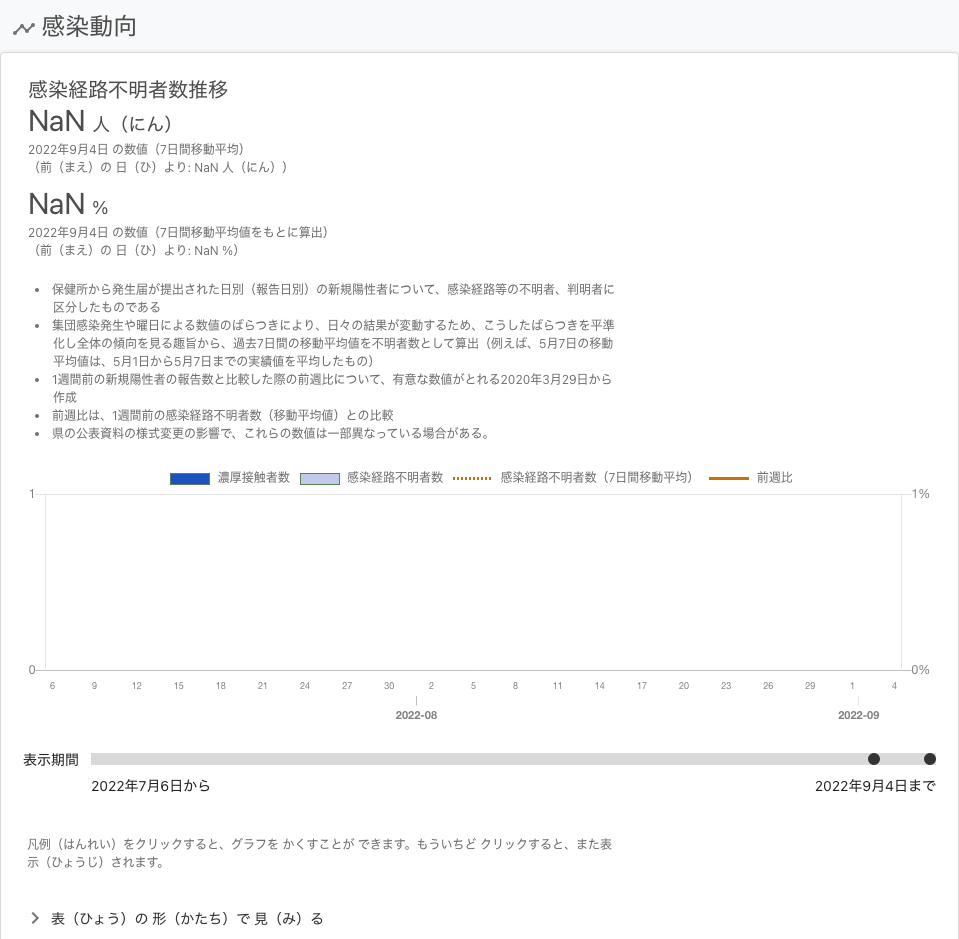 感染動向
感染経路不明者数推移
NaN 人（にん）
2022年9月4日 の数値（7日間移動平均）
（前（まえ）の 日（ひ）より: NaN 人（にん））
NaN %
2022年9月4日 の数値（7日間移動平均値をもとに算出）
（前（まえ）の 日（ひ）より: NaN %）
• 保健所から発生届が提出された日別（報告日別）の新規陽性者について、感染経路等の不明者、判明者に
区分したものである
• 集団感染発生や曜日による数値のばらつきにより、日々の結果が変動するため、こうしたばらつきを平準
化し全体の傾向を見る趣旨から、過去7日間の移動平均値を不明者数として算出（例えば、5月7日の移動
平均値は、5月1日から5月7日までの実績値を平均したもの）
• 1週間前の新規陽性者の報告数と比較した際の前週比について、有意な数値がとれる2020年3月29日から
作成
• 前週比は、1週間前の感染経路不明者数（移動平均値）との比較
• 県の公表資料の様式変更の影響で、これらの数値は一部異なっている場合がある。
濃厚接触者数 感染経路不明者数 感染経路不明者数（7日間移動平均） 前週比
1 1%
0 0%
6 9 12 15 18 21 24 27 30 2 5 8 11 14 17 20 23 26 29 1 4
2022-08 2022-09
表示期間
2022年7月6日から 2022年9月4日まで
凡例（はんれい）をクリックすると、グラフを かくすことが できます。もういちど クリックすると、また表
示（ひょうじ）されます。
表（ひょう）の 形（かたち）で 見（み）る